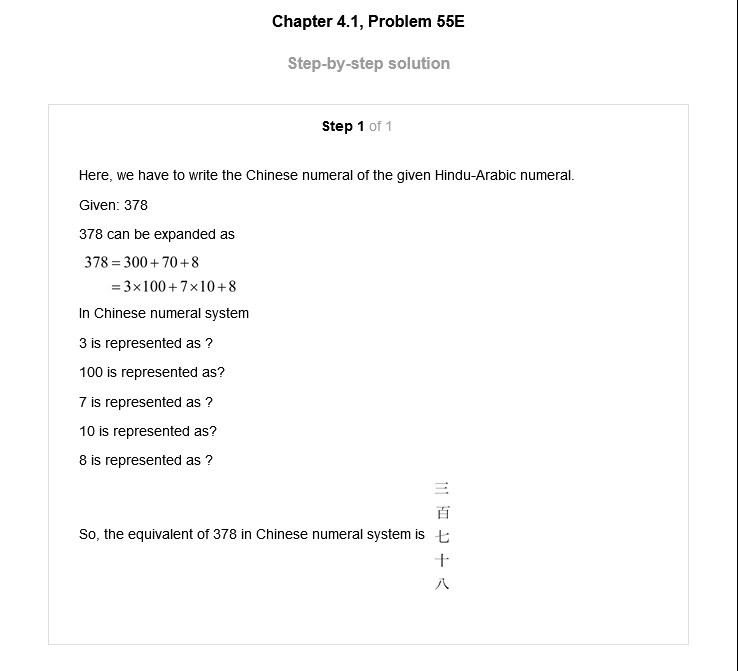 Chapter 4.1, Problem 55E
Step-by-step solution
Step 1 of 1
Here, we have to write the Chinese numeral of the given Hindu-Arabic numeral.
Given: 378
378 can be expanded as
378 = 300 + 70 + 8
= 3×100 + 7×10 + 8
In Chinese numeral system
3 is represented as ?
100 is represented as?
7 is represented as ?
10 is represented as?
8 is represented as ?
三
百
So, the equivalent of 378 in Chinese numeral system is 七
十
八